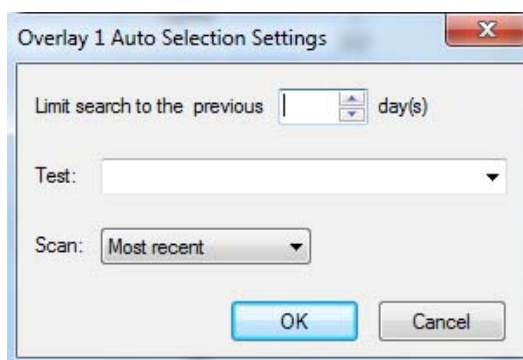 Overlay 1 Auto Selection Settings
Limit search to the previous day(s)
Test:
Scan: Most recent
OK Cancel